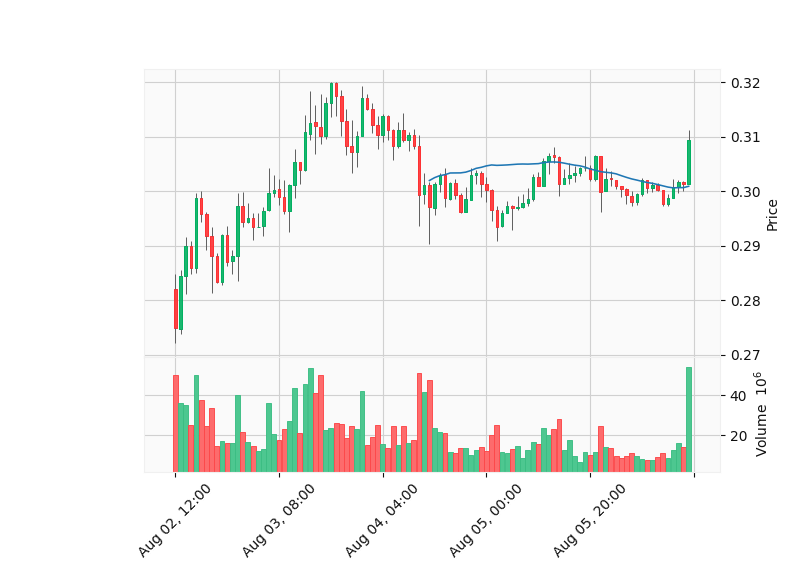 0.32
0.31
0.30
0.29
0.28
0.27
Price
40
20
Volume 10^6
Aug 02, 12:00
Aug 03, 08:00
Aug 04, 04:00
Aug 05, 00:00
Aug 05, 20:00